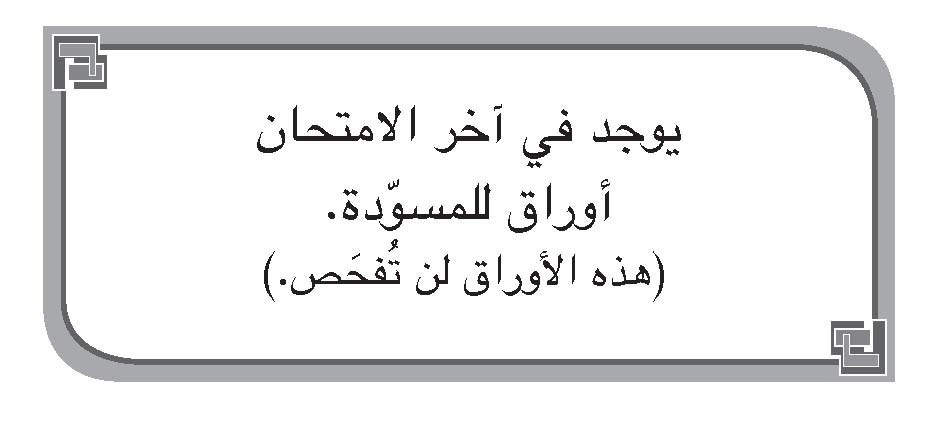 يوجد في آخر الامتحان
أوراق للمسوّدة.
(هذه الأوراق لن تُفحَص.)